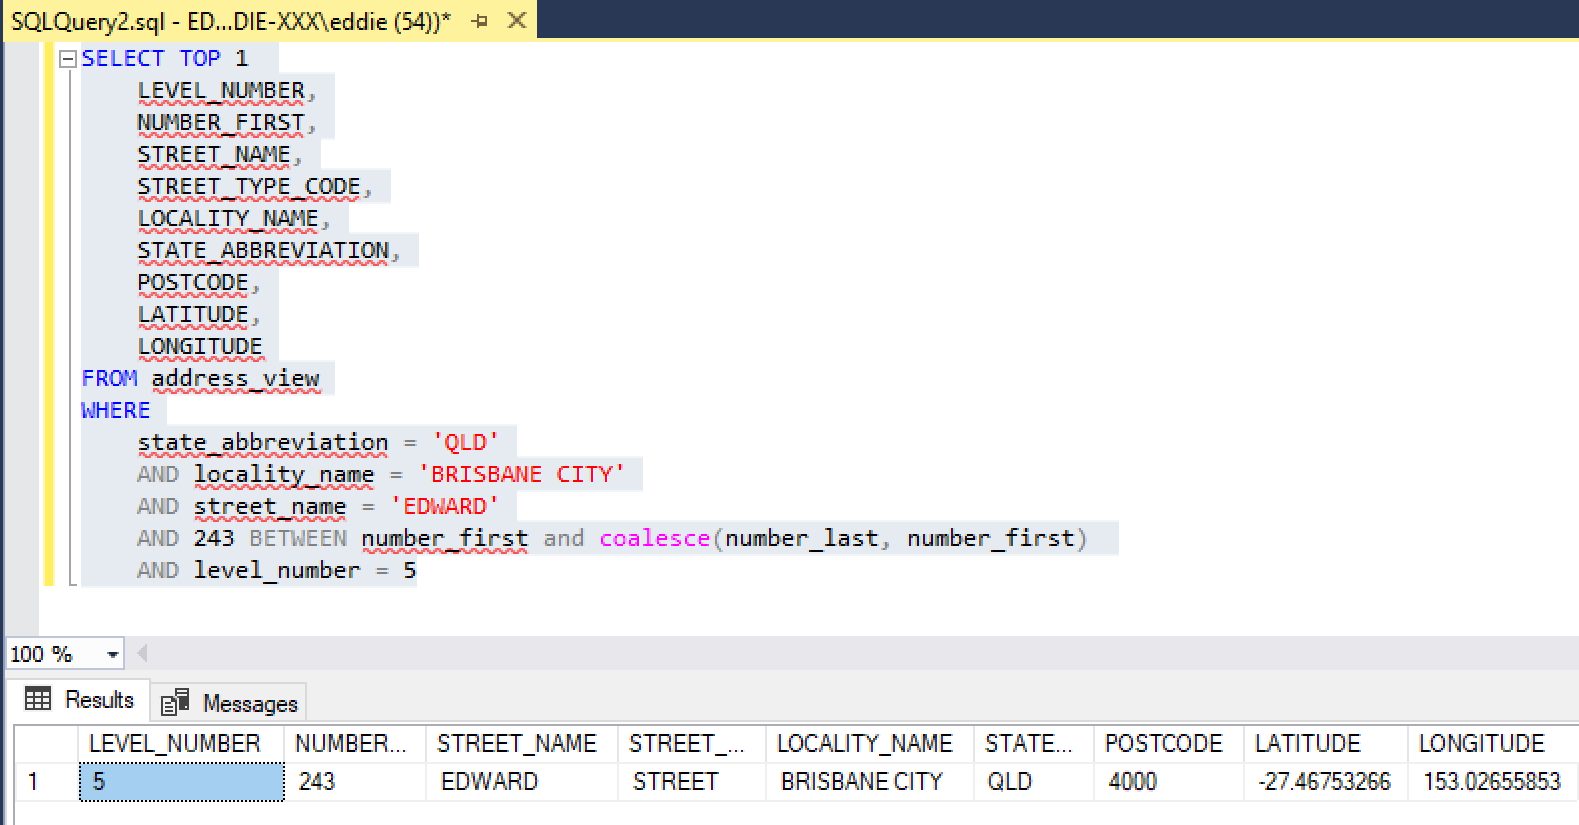 SQLQuery2.sql - ED...DIE-XXX\eddie (54))*
SELECT TOP 1
LEVEL_NUMBER,
NUMBER_FIRST,
STREET_NAME,
STREET_TYPE_CODE,
LOCALITY_NAME,
STATE_ABBREVIATION,
POSTCODE,
LATITUDE,
LONGITUDE
FROM address_view
WHERE
state_abbreviation = 'QLD'
AND locality_name = 'BRISBANE CITY'
AND street_name = 'EDWARD'
AND 243 BETWEEN number_first and coalesce(number_last, number_first)
AND level_number = 5
100 %
Results Messages
LEVEL_NUMBER NUMBER... STREET_NAME STREET_... LOCALITY_NAME STATE... POSTCODE LATITUDE LONGITUDE
1 5 243 EDWARD STREET BRISBANE CITY QLD 4000 -27.46753266 153.02655853